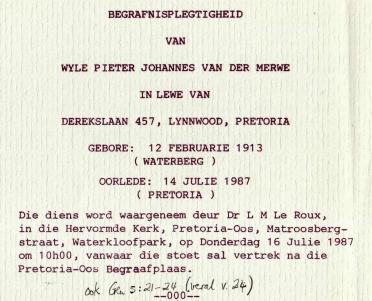 BEGRAFNISPLEGTIGHEID
VAN
WYLE PIETER JOHANNES VAN DER MERWE
IN LEWE VAN
DEREKSLAAN 457, LYNNWOOD, PRETORIA
GEBORE: 12 FEBRUARIE 1913
( WATERBERG )
OORLEDE: 14 JULIE 1987
( PRETORIA )
Die diens word waargeneem deur Dr L M Le Roux,
in die Hervormde Kerk, Pretoria-Oos, Matroosberg-
straat, Waterkloofpark, op Donderdag 16 Julie 1987
om 10h00, vanwaar die stoet sal vertrek na die
Pretoria-Oos Begraafplaas.
ook Gen 5:21-24 (veral v. 24)
--000--